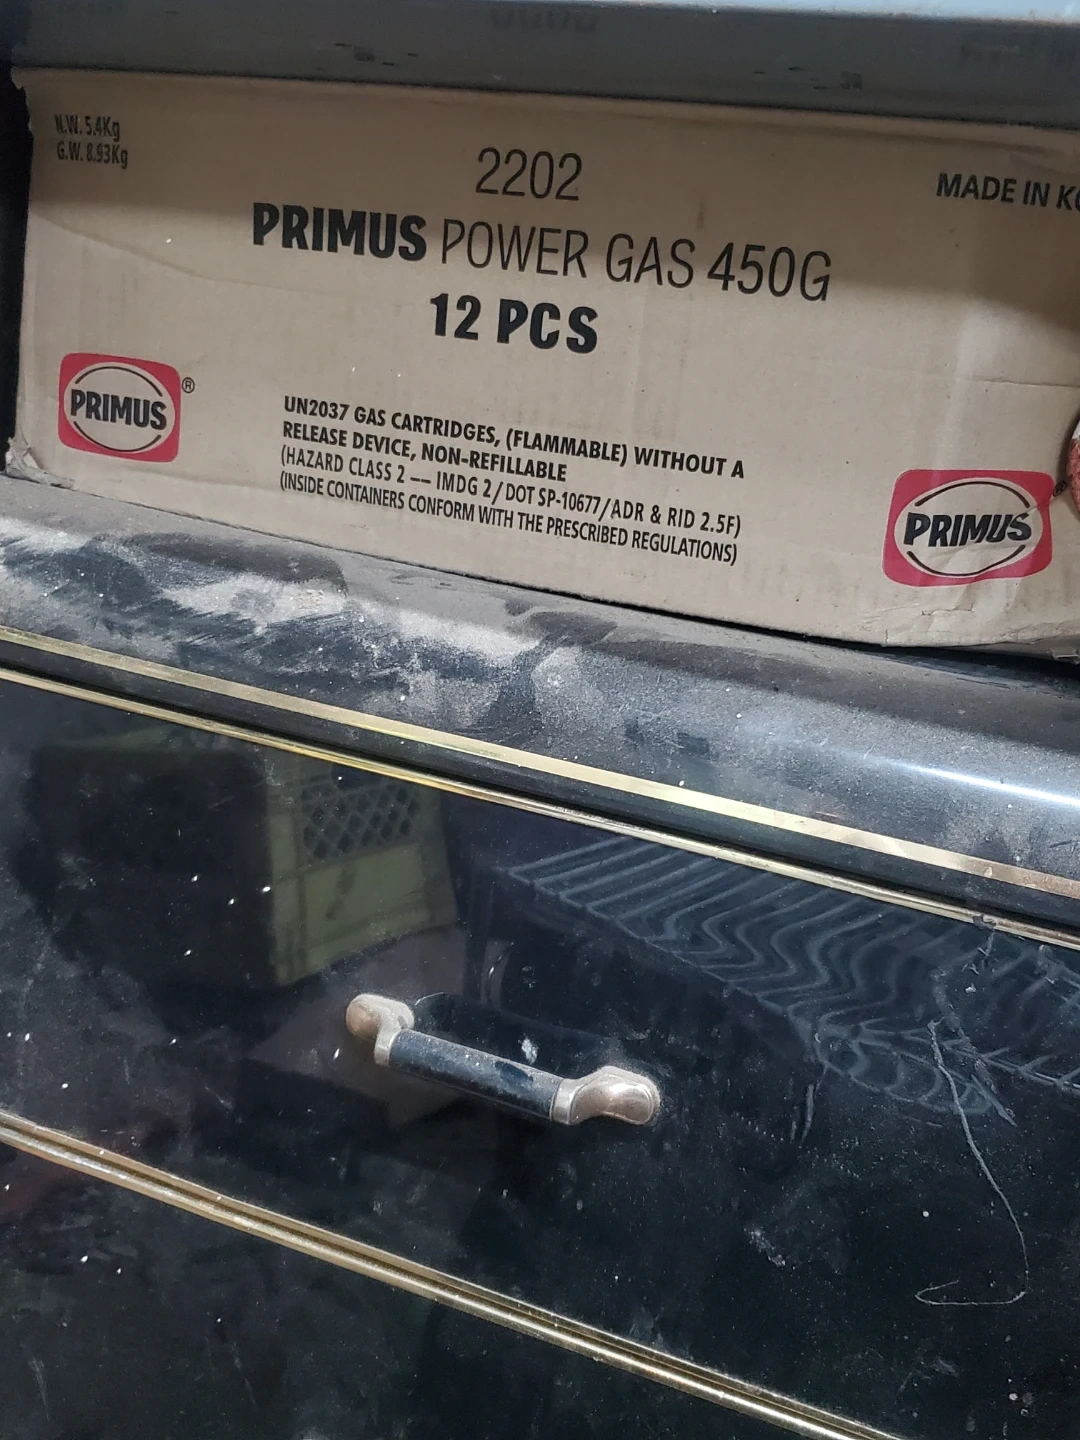 N.W. 5.4Kg
G.W. 8.93Kg
2202
MADE IN KO
PRIMUS POWER GAS 450G
12 PCS
PRIMUS®
UN2037 GAS CARTRIDGES, (FLAMMABLE) WITHOUT A
RELEASE DEVICE, NON-REFILLABLE
(HAZARD CLASS 2 –– IMDG 2/DOT SP-10677/ADR & RID 2.5F)
(INSIDE CONTAINERS CONFORM WITH THE PRESCRIBED REGULATIONS)
PRIMUS®